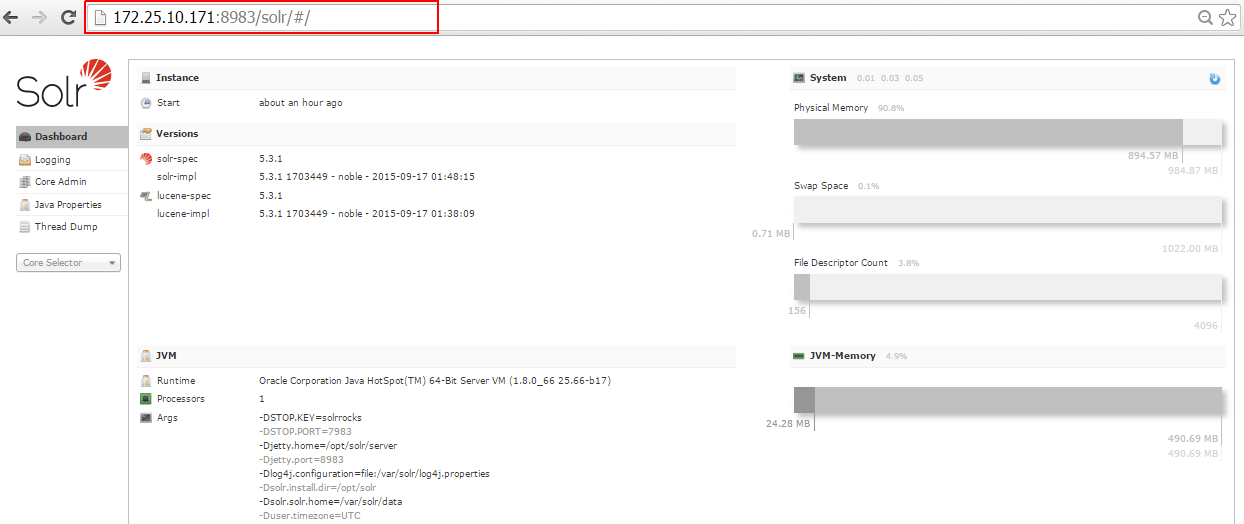 172.25.10.171:8983/solr/#/
Solr
Dashboard
Logging
Core Admin
Java Properties
Thread Dump
Core Selector
Instance
Start about an hour ago
Versions
solr-spec 5.3.1
solr-impl 5.3.1 1703449 - noble - 2015-09-17 01:48:15
lucene-spec 5.3.1
lucene-impl 5.3.1 1703449 - noble - 2015-09-17 01:38:09
JVM
Runtime Oracle Corporation Java HotSpot(TM) 64-Bit Server VM (1.8.0_66 25.66-b17)
Processors 1
Args -DSTOP.KEY=solrrocks
-DSTOP.PORT=7983
-Djetty.home=/opt/solr/server
-Djetty.port=8983
-Dlog4j.configuration=file:/var/solr/log4j.properties
-Dsolr.install.dir=/opt/solr
-Dsolr.solr.home=/var/solr/data
-Duser.timezone=UTC
System 0.01 0.03 0.05
Physical Memory 90.8%
894.57 MB
984.87 MB
Swap Space 0.1%
0.71 MB
1022.00 MB
File Descriptor Count 3.8%
156
4096
JVM-Memory 4.9%
24.28 MB
490.69 MB
490.69 MB